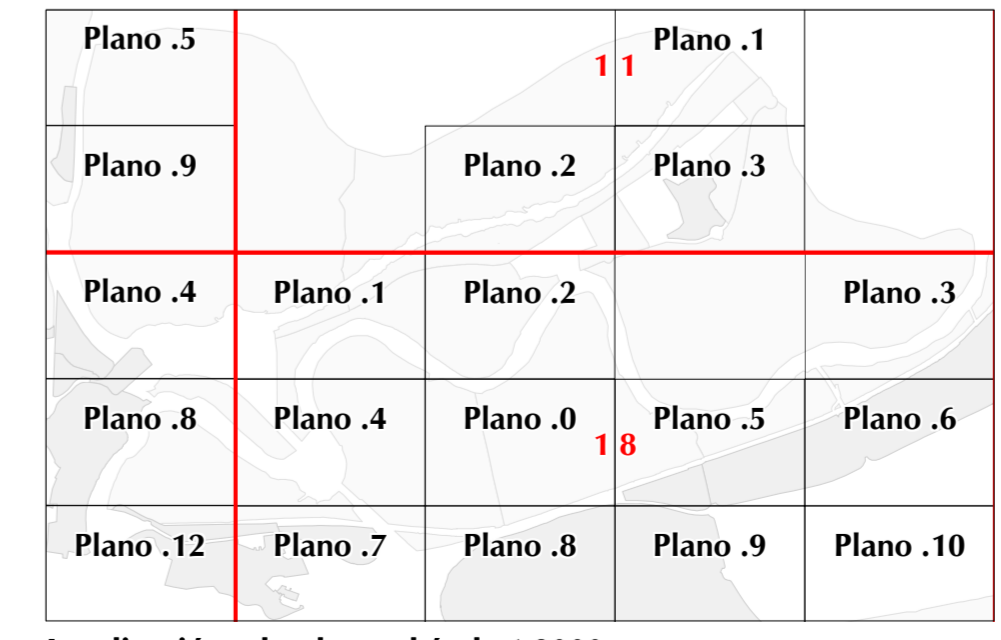 Plano .5
Plano .1
1 1
Plano .9
Plano .2
Plano .3
Plano .4
Plano .1
Plano .2
Plano .3
Plano .8
Plano .4
Plano .0
Plano .5
Plano .6
1 8
Plano .12
Plano .7
Plano .8
Plano .9
Plano .10